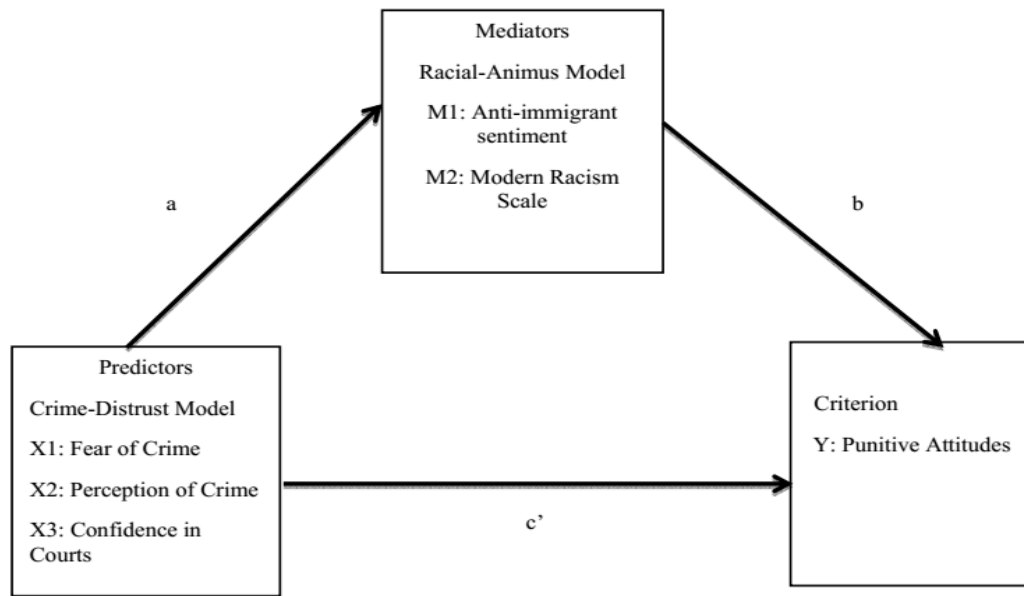 Mediators
Racial-Animus Model
M1: Anti-immigrant
sentiment
M2: Modern Racism
Scale
a
b
Predictors
Crime-Distrust Model
X1: Fear of Crime
X2: Perception of Crime
X3: Confidence in
Courts
c’
Criterion
Y: Punitive Attitudes